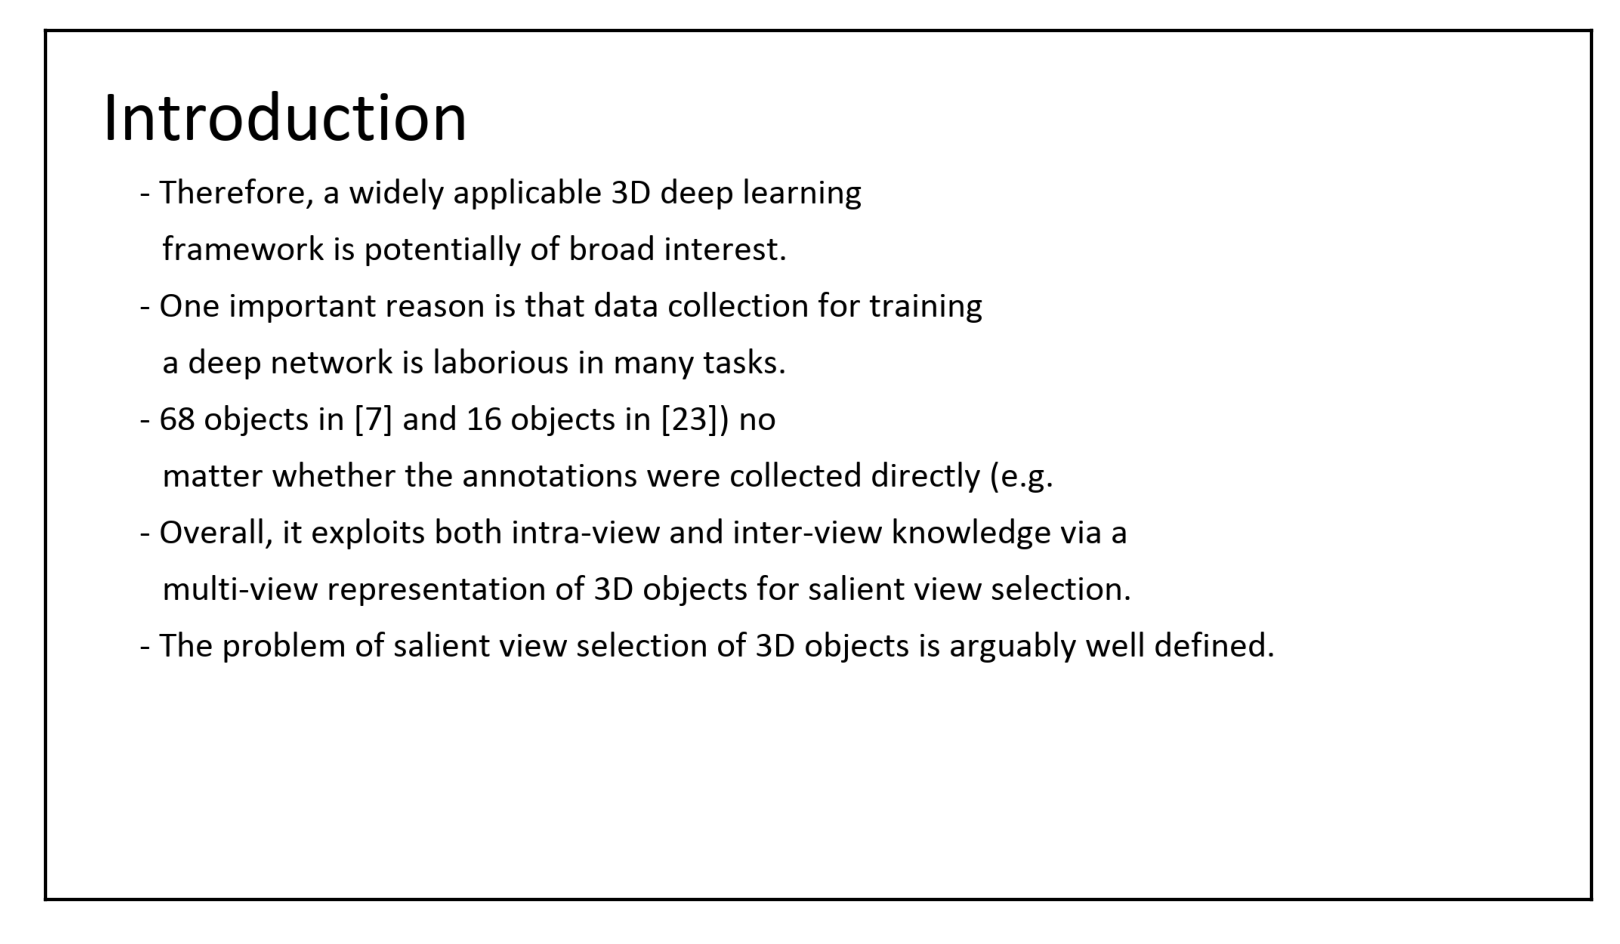 Introduction
- Therefore, a widely applicable 3D deep learning
framework is potentially of broad interest.
- One important reason is that data collection for training
a deep network is laborious in many tasks.
- 68 objects in [7] and 16 objects in [23]) no
matter whether the annotations were collected directly (e.g.
- Overall, it exploits both intra-view and inter-view knowledge via a
multi-view representation of 3D objects for salient view selection.
- The problem of salient view selection of 3D objects is arguably well defined.